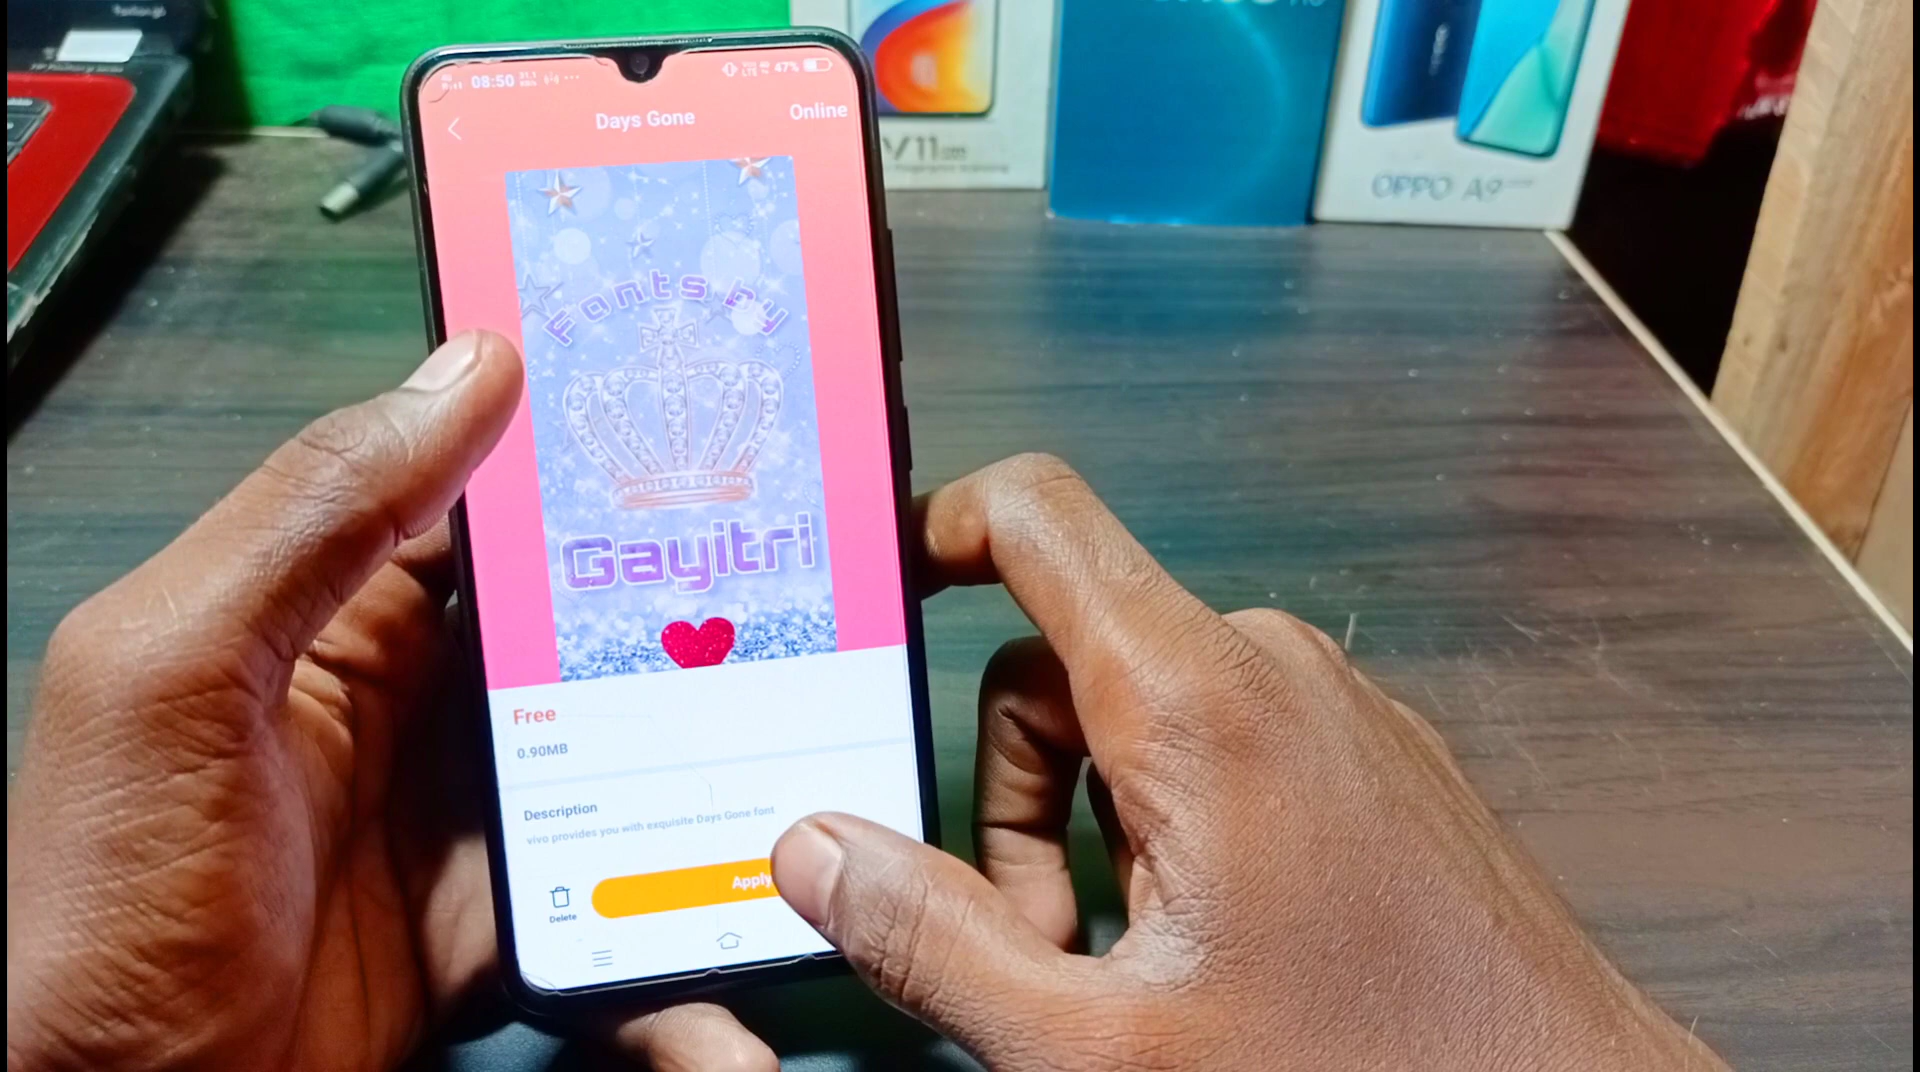 08:50
47%
Days Gone
Online
Fonts by
Gayitri
Free
0.90MB
Description
vivo provides you with exquisite Days Gone font
Apply
Delete
V11
OPPO A9